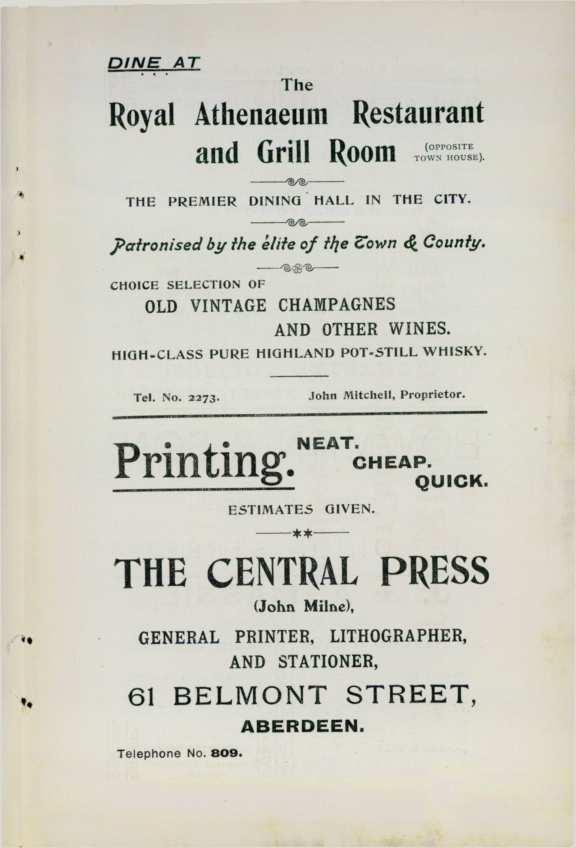 DINE AT
The
Royal Athenaeum Restaurant
and Grill Room (OPPOSITE
TOWN HOUSE).
THE PREMIER DINING HALL IN THE CITY.
Patronised by the élite of the Town & County.
CHOICE SELECTION OF
OLD VINTAGE CHAMPAGNES
AND OTHER WINES.
HIGH-CLASS PURE HIGHLAND POT-STILL WHISKY.
Tel. No. 2273. John Mitchell, Proprietor.
Printing. NEAT.
CHEAP.
QUICK.
ESTIMATES GIVEN.
THE CENTRAL PRESS
(John Milne),
GENERAL PRINTER, LITHOGRAPHER,
AND STATIONER,
61 BELMONT STREET,
ABERDEEN.
Telephone No. 809.